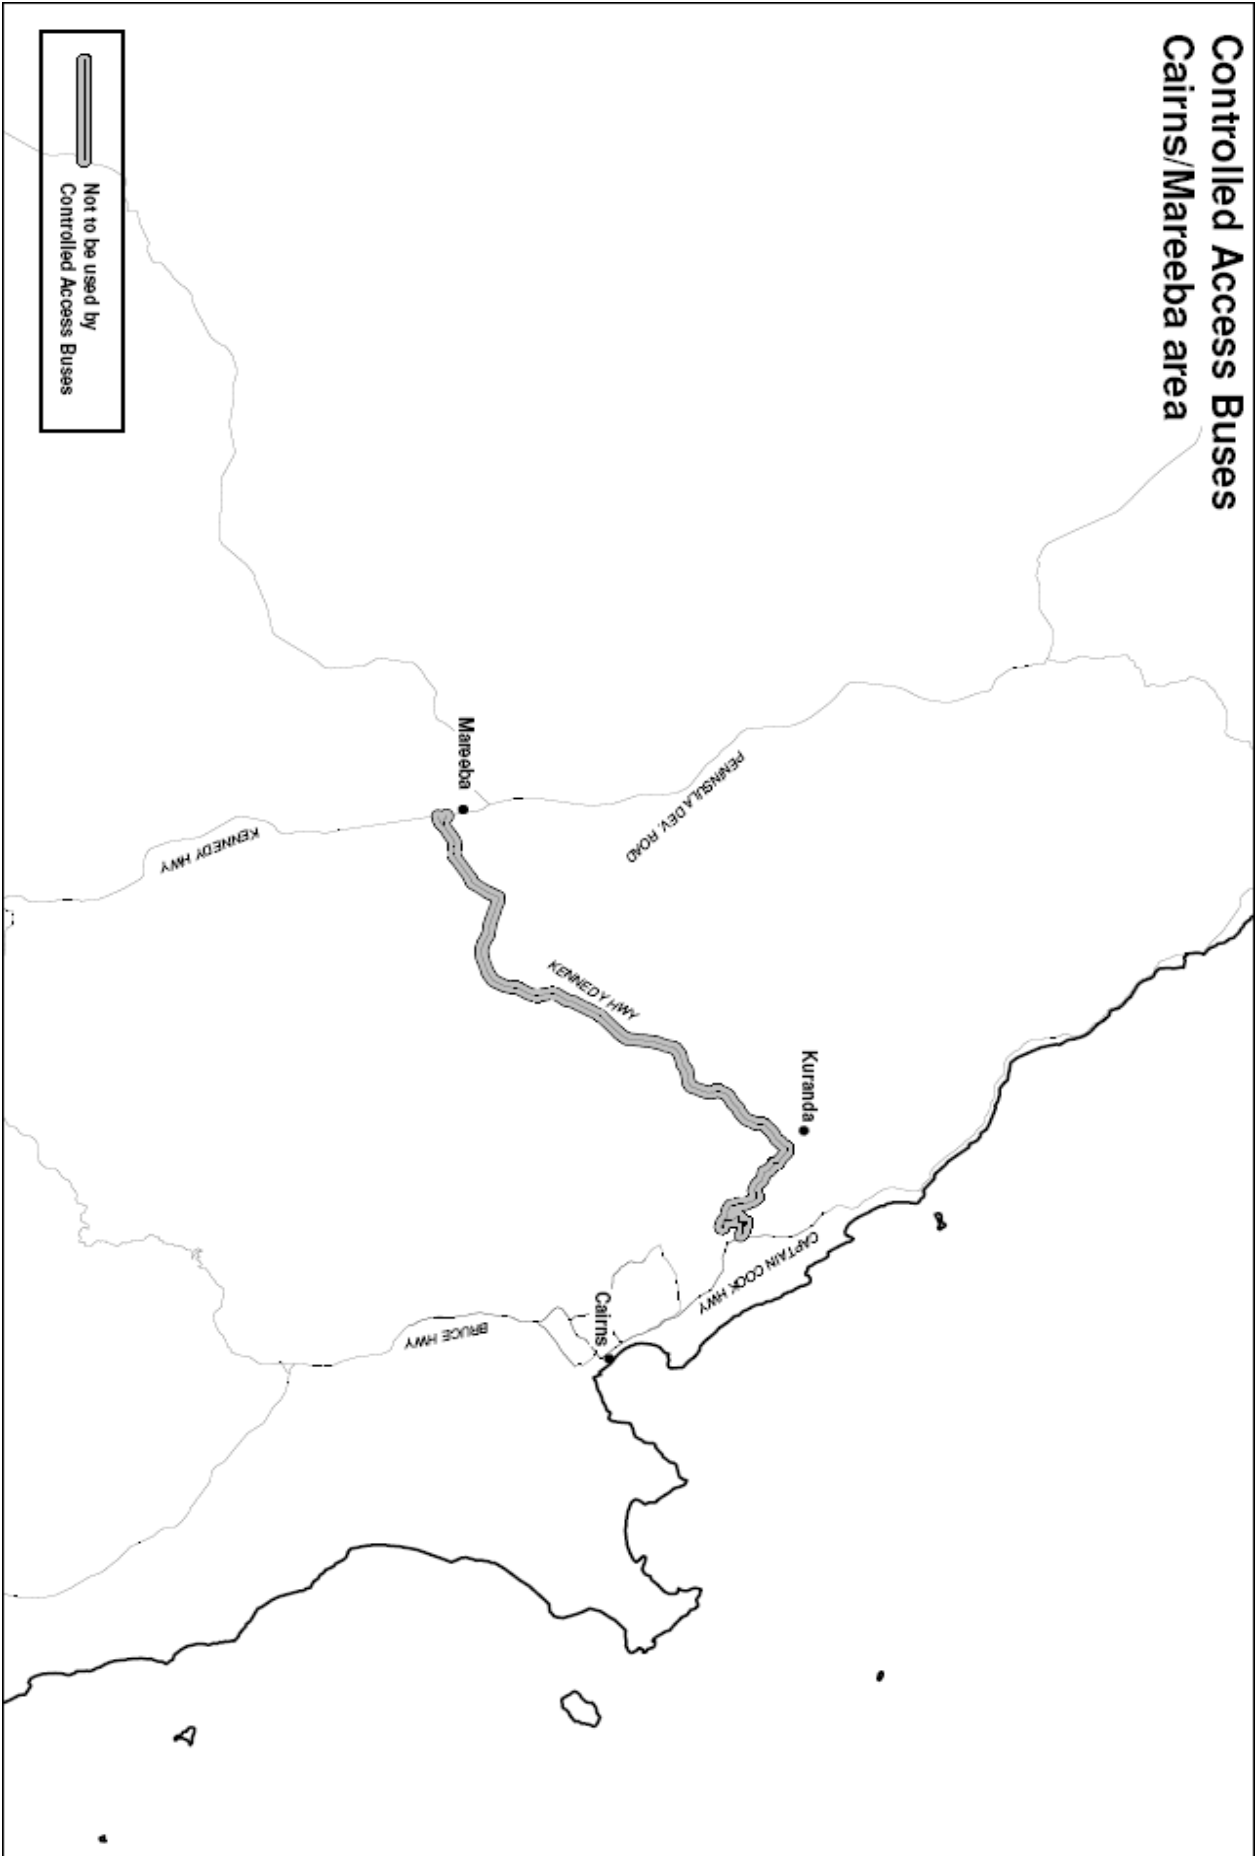 Controlled Access Buses
Cairns/Mareeba area
PENINSULA DEV. ROAD
Mareeba
KENNEDY HWY
KENNEDY HWY
Kuranda
CAPTAIN COOK HWY
Cairns
BRUCE HWY
Not to be used by
Controlled Access Buses